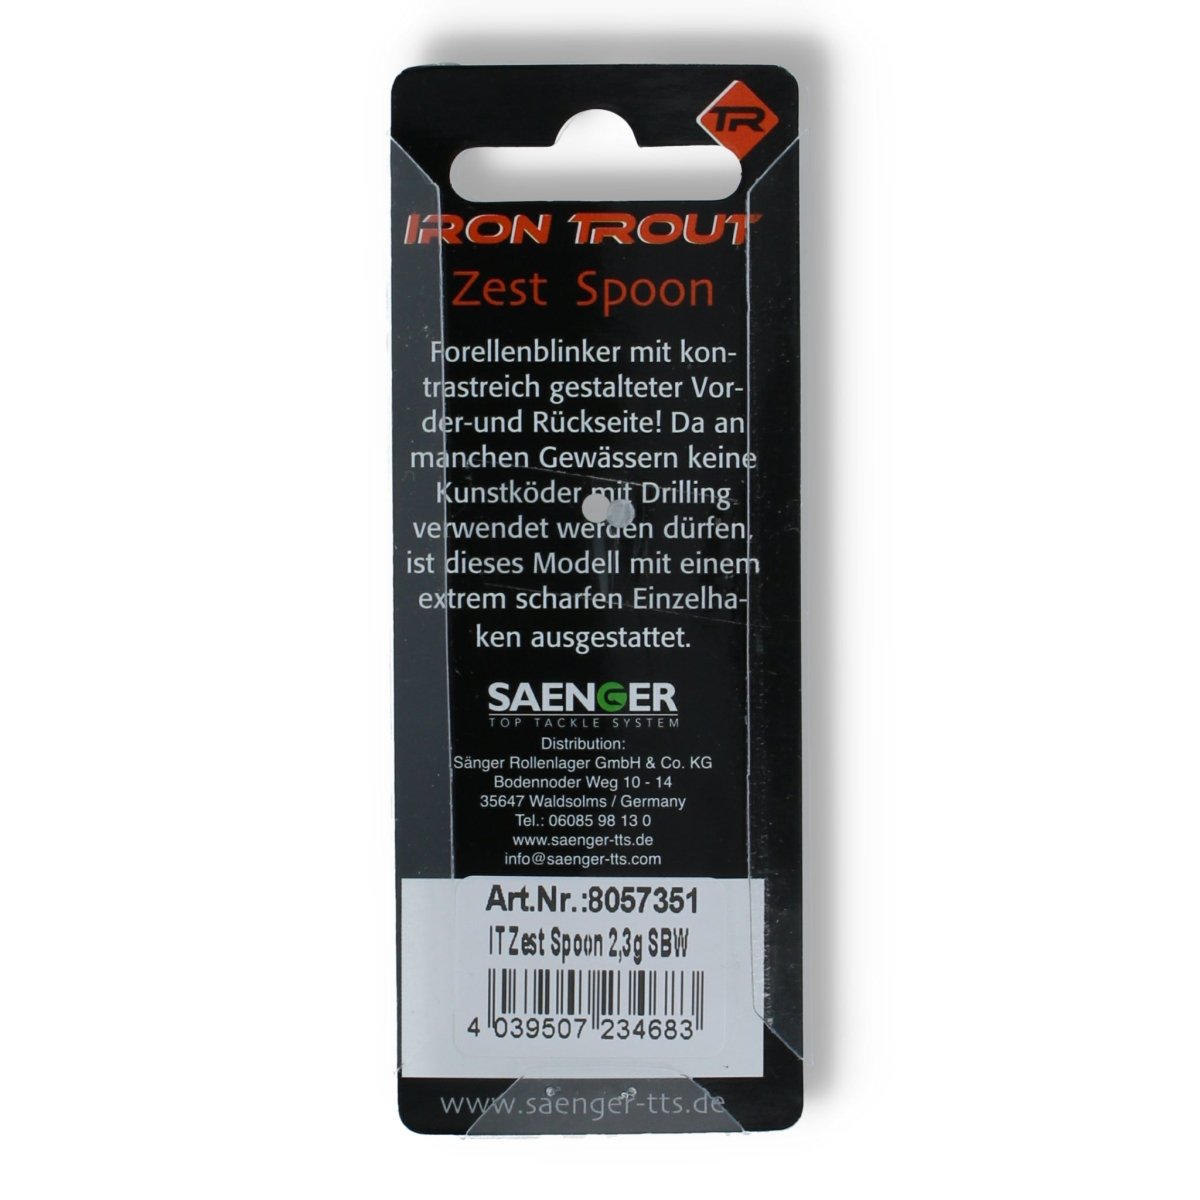 TR
IRON TROUT
Zest Spoon
Forellenblinker mit kon-
trastreich gestalteter Vor-
der-und Rückseite! Da an
manchen Gewässern keine
Kunstköder mit Drilling
verwendet werden dürfen,
ist dieses Modell mit einem
extrem scharfen Einzelha-
ken ausgestattet.
SAENGER
TOP TACKLE SYSTEM
Distribution:
Sänger Rollenlager GmbH & Co. KG
Bodennoder Weg 10 - 14
35647 Waldsolms / Germany
Tel.: 06085 98 13 0
www.saenger-tts.de
info@saenger-tts.com
Art.Nr.:8057351
IT Zest Spoon 2,3g SBW
4 039507 234683
www.saenger-tts.de